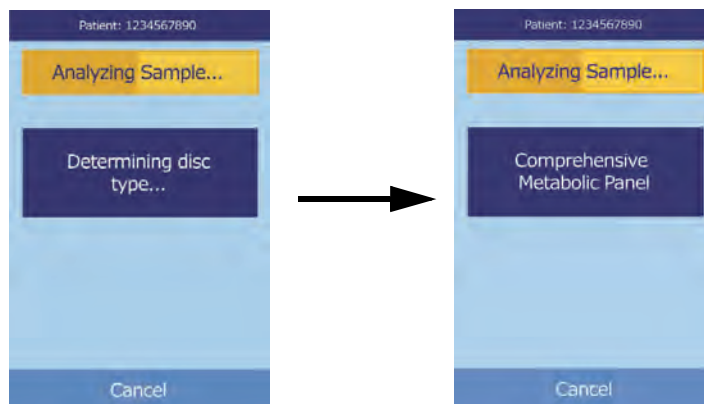 Patient: 1234567890
Analyzing Sample...
Determining disc
type...
Cancel
Patient: 1234567890
Analyzing Sample...
Comprehensive
Metabolic Panel
Cancel